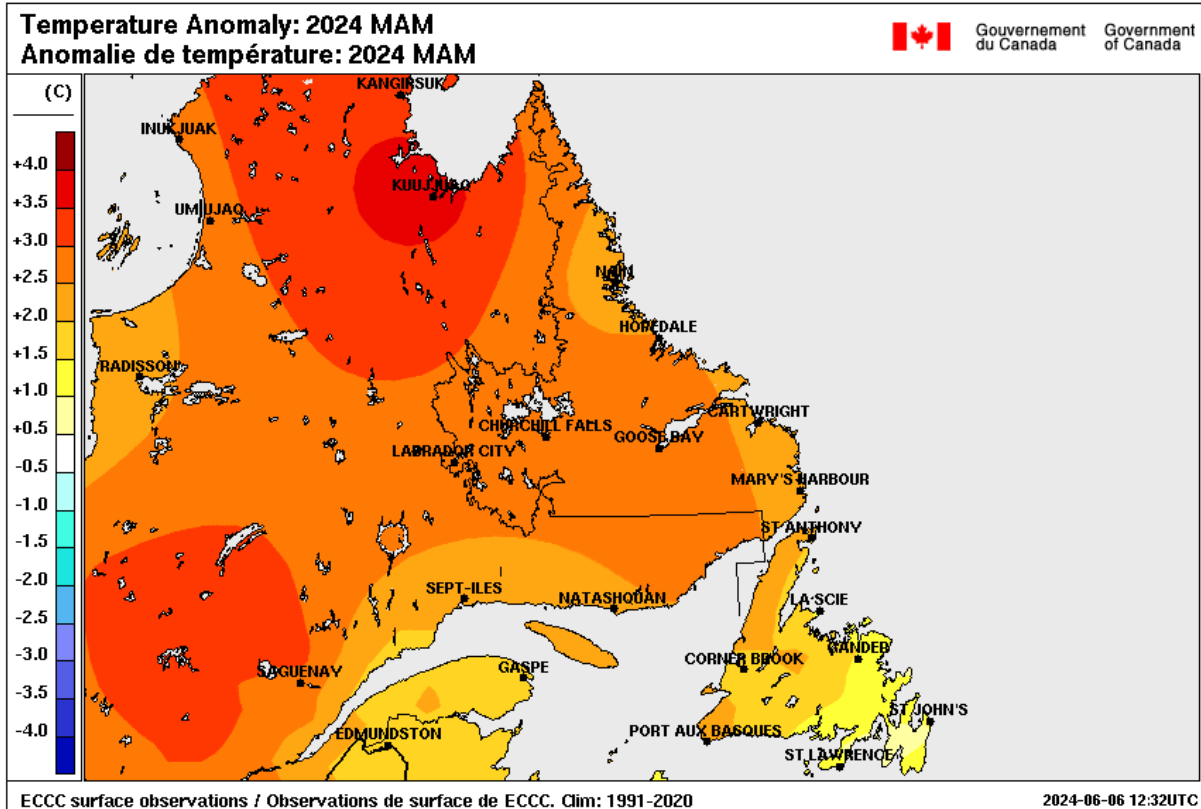 Temperature Anomaly: 2024 MAM
Anomalie de température: 2024 MAM
Gouvernement du Canada
Government of Canada
(C)
+4.0
+3.5
+3.0
+2.5
+2.0
+1.5
+1.0
+0.5
-0.5
-1.0
-1.5
-2.0
-2.5
-3.0
-3.5
-4.0
KANGIRSUK
INUKJUAK
KUUJJUAQ
UMIUJAQ
NAIN
HOPEDALE
RADISSON
CARTWRIGHT
CHURCHILL FALLS
GOOSE BAY
LABRADOR CITY
MARY'S HARBOUR
ST ANTHONY
SEPT-ILES
NATASHQUAN
LA SCIE
GANDER
CORNER BROOK
GASPE
SAGUENAY
ST JOHN'S
PORT AUX BASQUES
EDMUNDSTON
ST LAWRENCE
ECCC surface observations / Observations de surface de ECCC. Clim: 1991-2020
2024-06-06 12:32UTC